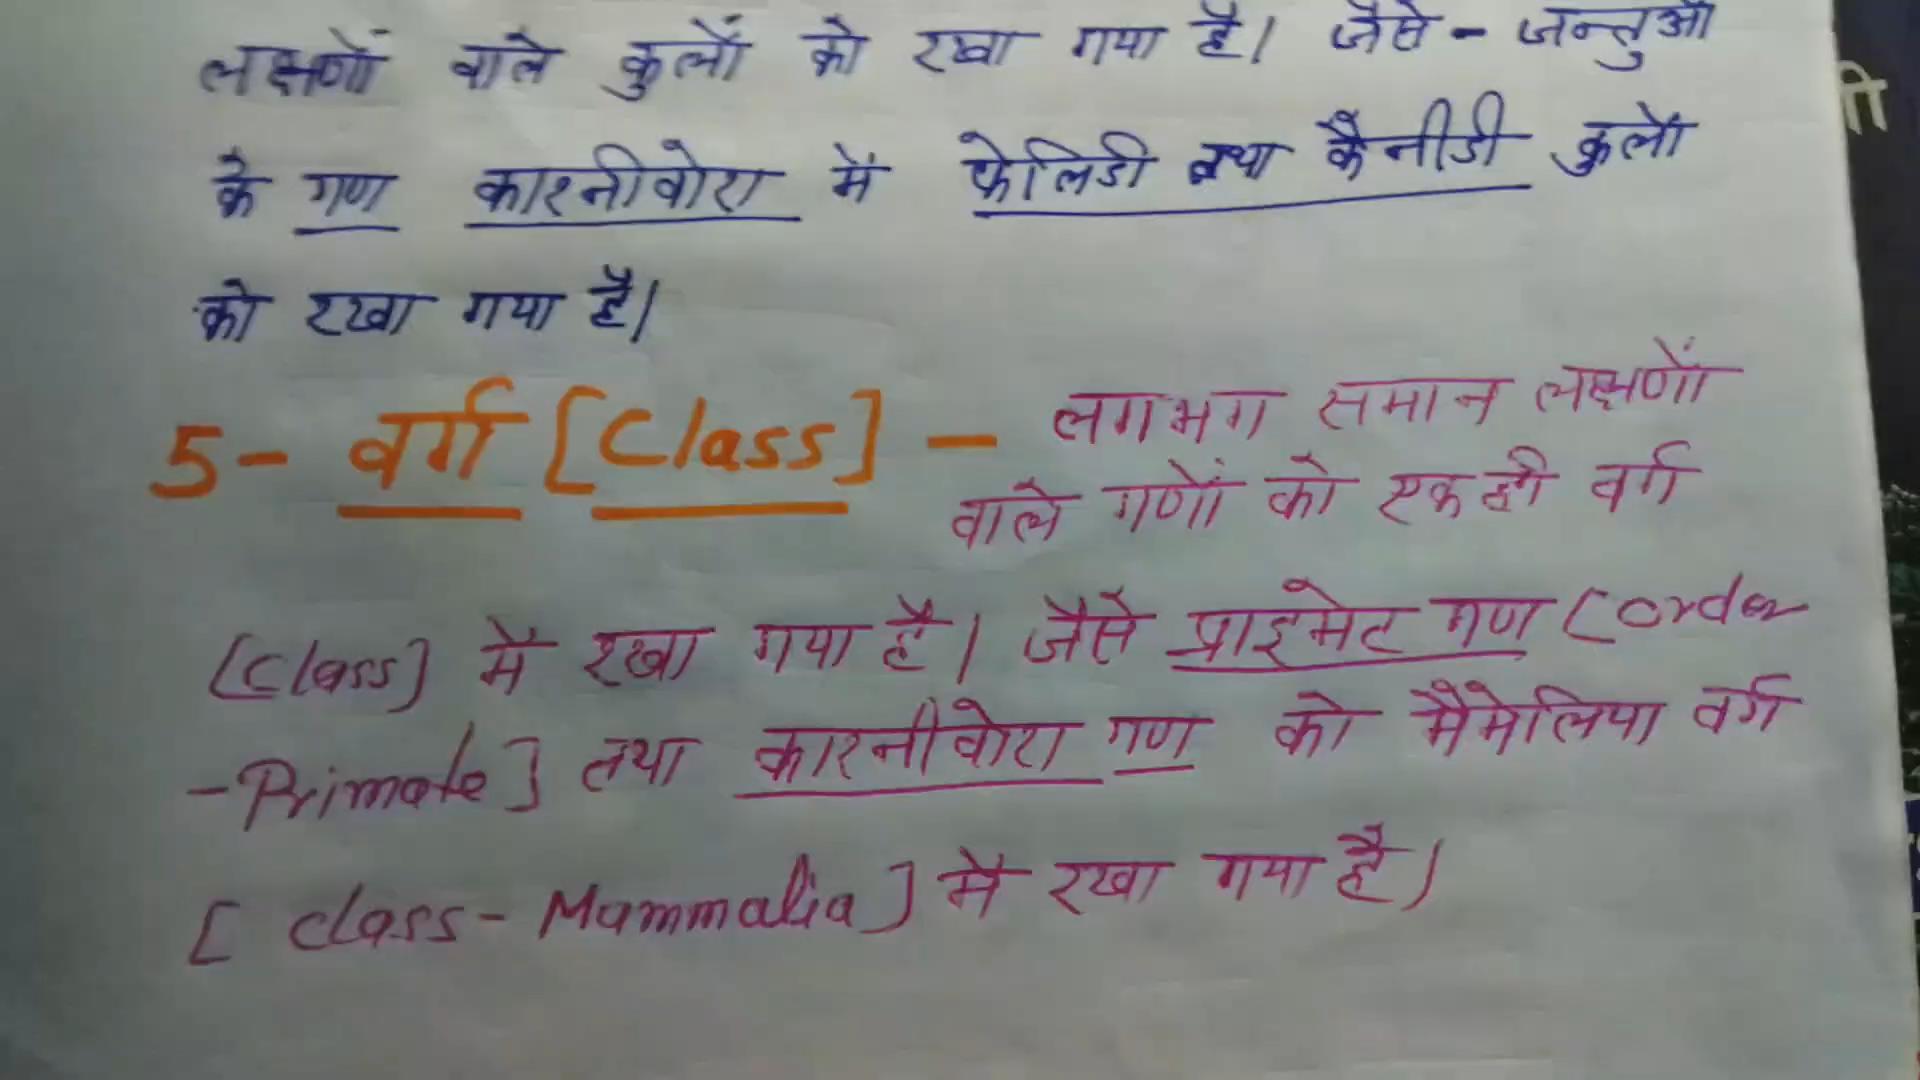 लक्षणों वाले कुलों को रखा गया है। जैसे - जन्तुओ
के गण कारनीवोरा में फेलिडी तथा कैनीडी कुलो
को रखा गया है।
5- वर्ग [Class] - लगभग समान लक्षणों
वाले गणों को एक ही वर्ग
[Class] में रखा गया है। जैसे प्राइमेट गण [order
-Primate] तथा कारनीवोरा गण को मैमेलिया वर्ग
[class-Mammalia] में रखा गया है।